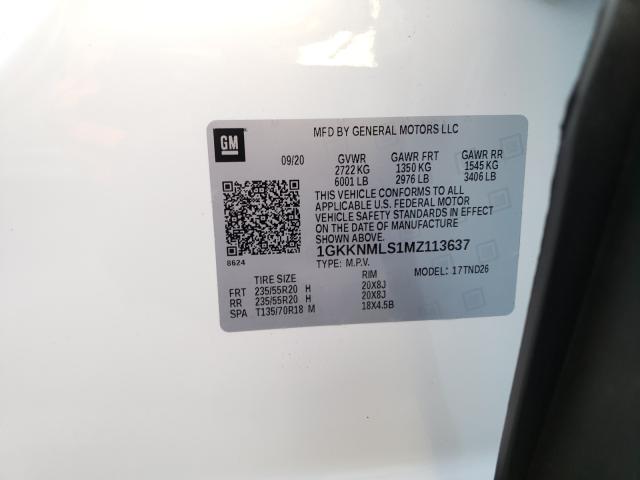 GM
MFD BY GENERAL MOTORS LLC
09/20 GVWR GAWR FRT GAWR RR
2722 KG 1350 KG 1545 KG
6001 LB 2976 LB 3406 LB
THIS VEHICLE CONFORMS TO ALL
APPLICABLE U.S. FEDERAL MOTOR
VEHICLE SAFETY STANDARDS IN EFFECT
ON THE DATE OF MANUFACTURE
SHOWN ABOVE.
1GKKNMLS1MZ113637
8624
TYPE: M.P.V. MODEL: 17TND26
TIRE SIZE RIM
FRT 235/55R20 H 20X8J
RR 235/55R20 H 20X8J
SPA T135/70R18 M 18X4.5B